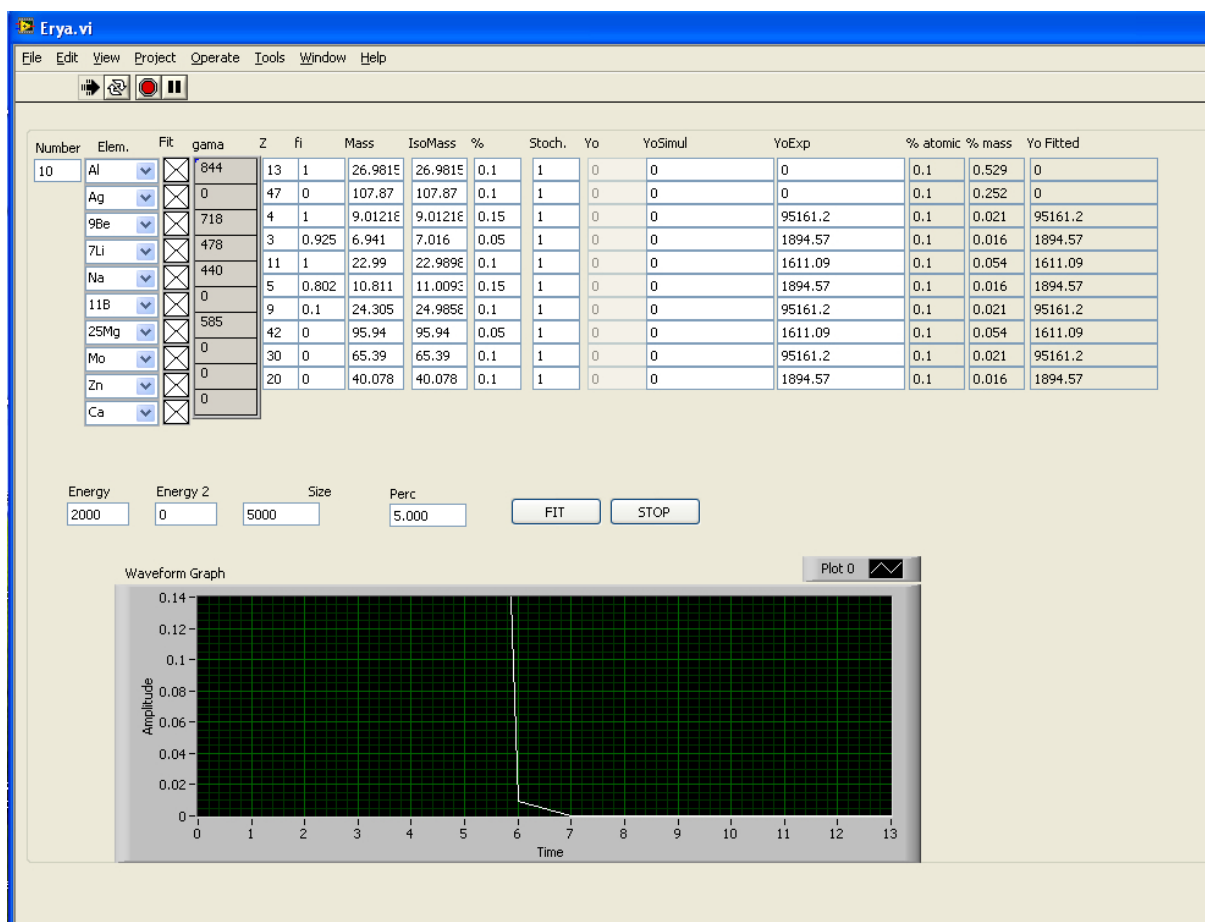 Erya.vi
File Edit View Project Operate Tools Window Help
Number Elem. Fit gama Z fi Mass IsoMass % Stoch. Yo YoSimul YoExp % atomic % mass Yo Fitted
10 Al 844 13 1 26.9815 26.9815 0.1 1 0 0 0 0.1 0.529 0
Ag 0 47 0 107.87 107.87 0.1 1 0 0 0 0.1 0.252 0
9Be 718 4 1 9.01218 9.01218 0.15 1 0 0 95161.2 0.1 0.021 95161.2
7Li 478 3 0.925 6.941 7.016 0.05 1 0 0 1894.57 0.1 0.016 1894.57
Na 440 11 1 22.99 22.9898 0.1 1 0 0 1611.09 0.1 0.054 1611.09
11B 0 5 0.802 10.811 11.0093 0.15 1 0 0 1894.57 0.1 0.016 1894.57
25Mg 585 9 0.1 24.305 24.9858 0.1 1 0 0 95161.2 0.1 0.021 95161.2
Mo 0 42 0 95.94 95.94 0.05 1 0 0 1611.09 0.1 0.054 1611.09
Zn 0 30 0 65.39 65.39 0.1 1 0 0 95161.2 0.1 0.021 95161.2
Ca 0 20 0 40.078 40.078 0.1 1 0 0 1894.57 0.1 0.016 1894.57
Energy Energy 2 Size Perc
2000 0 5000 5.000 FIT STOP
Waveform Graph Plot 0
Amplitude
0.14
0.12
0.1
0.08
0.06
0.04
0.02
0
0 1 2 3 4 5 6 7 8 9 10 11 12 13
Time